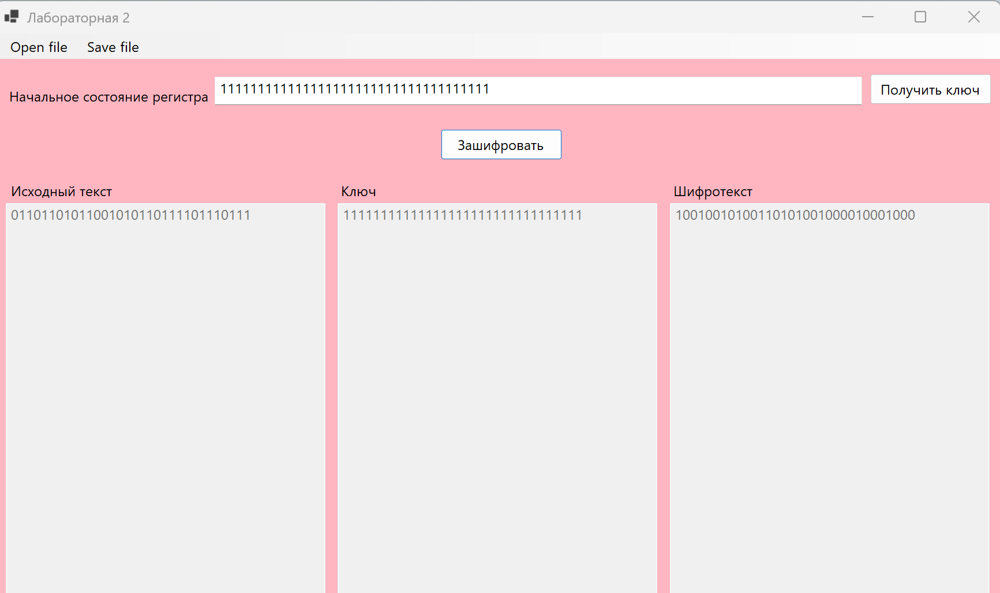 Лабораторная 2
Open file Save file
Начальное состояние регистра 111111111111111111111111111111111111 Получить ключ
Зашифровать
Исходный текст Ключ Шифротекст
01101101011001010110111101110111 11111111111111111111111111111111 10010010100110101001000010001000